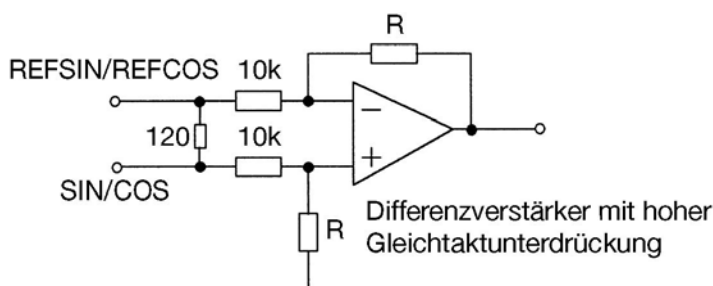 R
REFSIN/REFCOS 10k
−
120 10k
+
SIN/COS
R
Differenzverstärker mit hoher
Gleichtaktunterdrückung